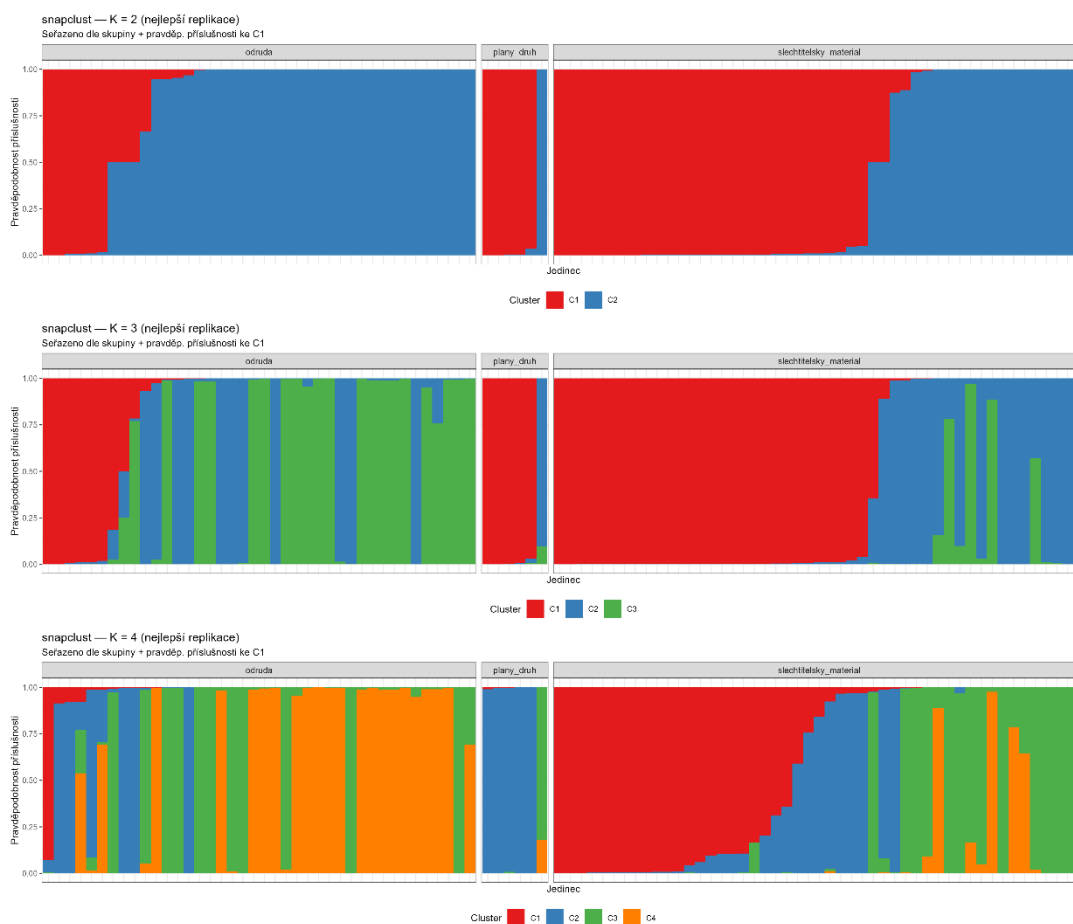 snapclust — K = 2 (nejlepší replikace)
Seřazeno dle skupiny + pravděp. příslušnosti ke C1
odruda
plany_druh
slechtitelsky_material
Pravděpodobnost příslušnosti
1.00
0.75
0.50
0.25
0.00
Jedinec
Cluster C1 C2
snapclust — K = 3 (nejlepší replikace)
Seřazeno dle skupiny + pravděp. příslušnosti ke C1
odruda
plany_druh
slechtitelsky_material
Pravděpodobnost příslušnosti
1.00
0.75
0.50
0.25
0.00
Jedinec
Cluster C1 C2 C3
snapclust — K = 4 (nejlepší replikace)
Seřazeno dle skupiny + pravděp. příslušnosti ke C1
odruda
plany_druh
slechtitelsky_material
Pravděpodobnost příslušnosti
1.00
0.75
0.50
0.25
0.00
Jedinec
Cluster C1 C2 C3 C4